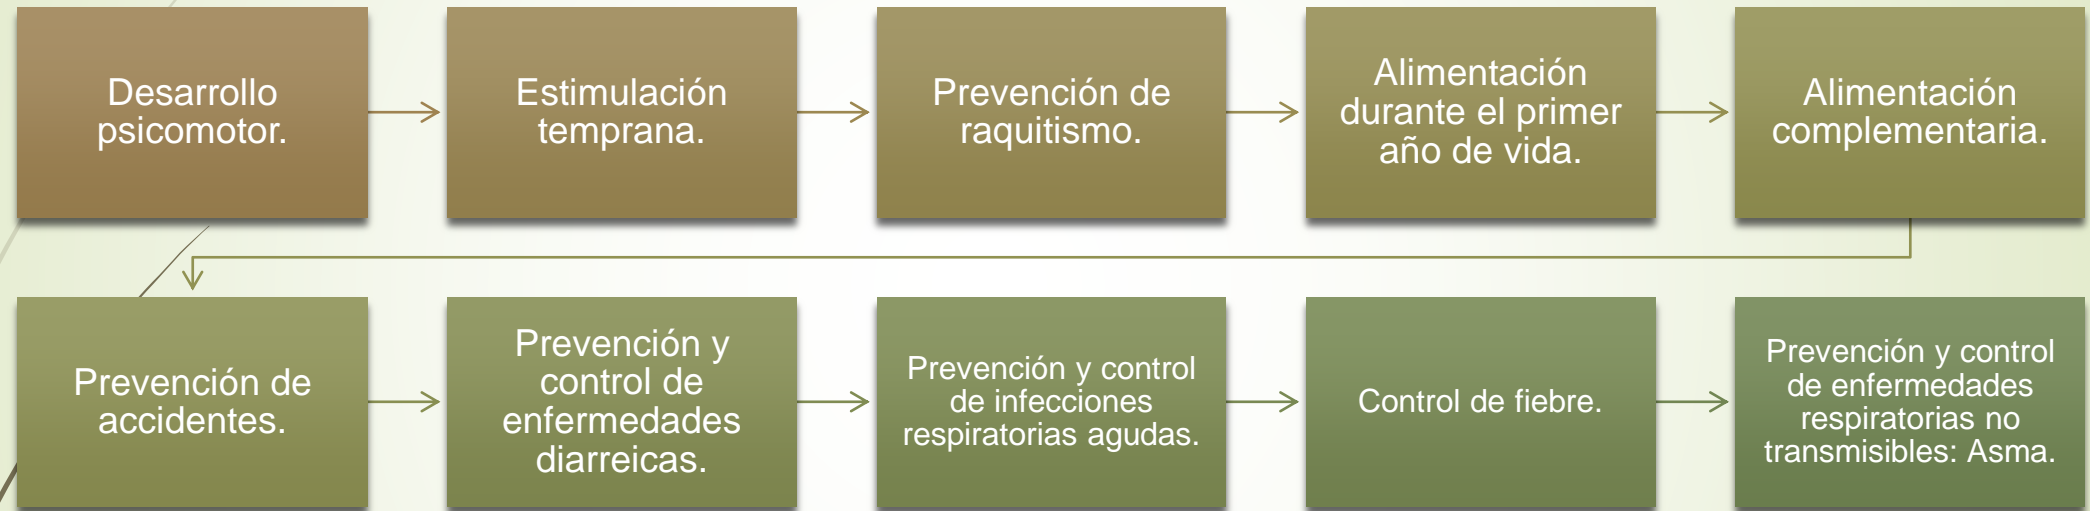 Desarrollo
psicomotor.
Estimulación
temprana.
Prevención de
raquitismo.
Alimentación
durante el primer
año de vida.
Alimentación
complementaria.
Prevención de
accidentes.
Prevención y
control de
enfermedades
diarreicas.
Prevención y control
de infecciones
respiratorias agudas.
Control de fiebre.
Prevención y control
de enfermedades
respiratorias no
transmisibles: Asma.